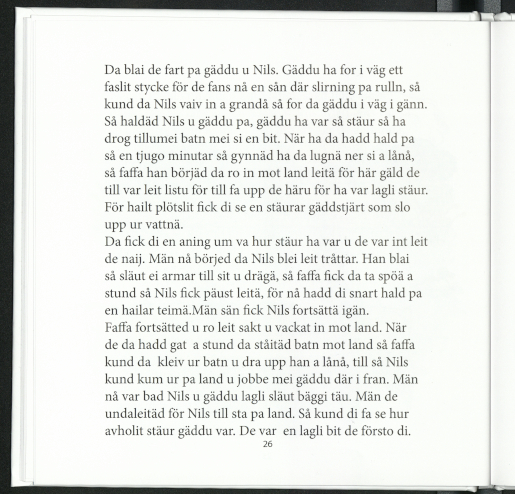 Da blai de fart pa gäddu u Nils. Gäddu ha for i väg ett
faslit stycke för de fans nå en sån där slirning pa rulln, så
kund da Nils vaiv in a grandå så for da gäddu i väg i gänn.
Så haldäd Nils u gäddu pa, gäddu ha var så stäur så ha
drog tillumei batn mei si en bit. När ha da hadd hald pa
så en tjugo minutar så gynnäd ha da lugnä ner si a lånå,
så faffa han börjäd da ro in mot land leitä för här gäld de
till var leit listu för till fa upp de häru för ha var lagli stäur.
För hailt plötslit fick di se en stäurar gäddstjärt som slo
upp ur vattnä.
Da fick di en aning um va hur stäur ha var u de var int leit
de naij. Män nå börjed da Nils blei leit tråttar. Han blai
så släut ei armar till sit u drägä, så faffa fick da ta spöä a
stund så Nils fick päust leitä, för nå hadd di snart hald pa
en hailar teimä.Män sän fick Nils fortsättä igän.
Faffa fortsätted u ro leit sakt u vackat in mot land. När
de da hadd gat  a stund da ståitäd batn mot land så faffa
kund da  kleiv ur batn u dra upp han a lånå, till så Nils
kund kum ur pa land u jobbe mei gäddu där i fran. Män
nå var bad Nils u gäddu lagli släut bäggi täu. Män de
undaleitäd för Nils till sta pa land. Så kund di fa se hur
avholit stäur gäddu var. De var  en lagli bit de försto di.
26